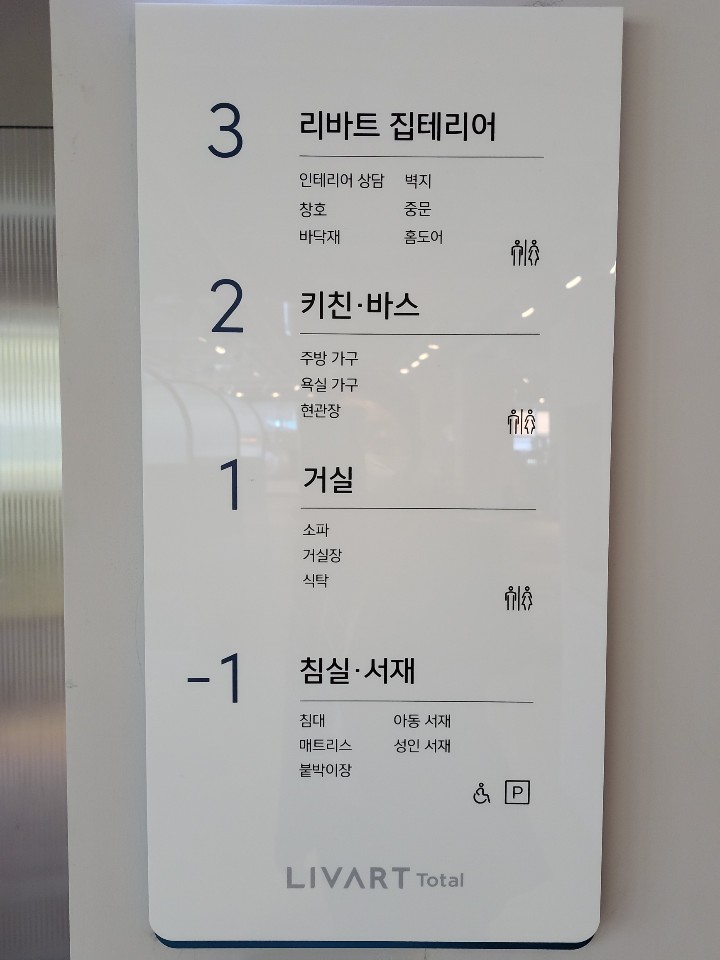 3 리바트 집테리어
인테리어 상담 벽지
창호 중문
바닥재 홈도어
2 키친·바스
주방 가구
욕실 가구
현관장
1 거실
소파
거실장
식탁
-1 침실·서재
침대 아동 서재
매트리스 성인 서재
붙박이장
P
LIVART Total